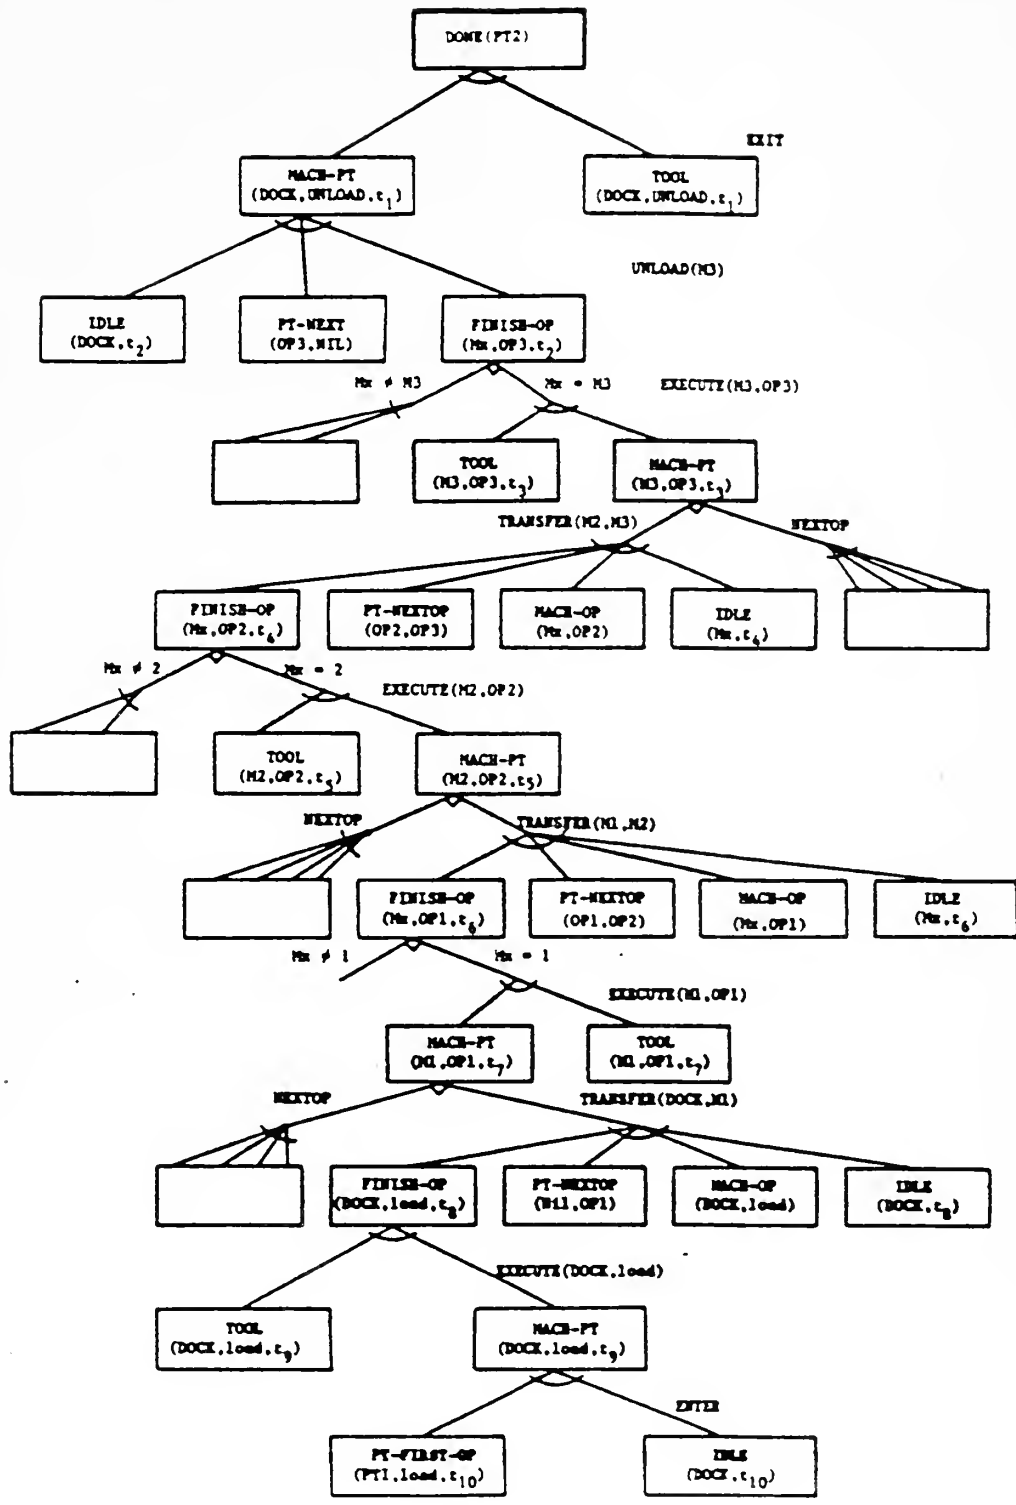 DONE(PT2)
EXIT
MACH-PT
(DOCK,UNLOAD,t1)
TOOL
(DOCK,UNLOAD,t1)
UNLOAD(M3)
IDLE
(DOCK,t2)
PT-NEXT
(OP3,NIL)
FINISH-OP
(Mx,OP3,t2)
Mx ≠ M3
Mx = M3
EXECUTE(M3,OP3)
TOOL
(M3,OP3,t3)
MACH-PT
(M3,OP3,t3)
TRANSFER(M2,M3)
NEXTOP
FINISH-OP
(Mx,OP2,t4)
PT-NEXTOP
(OP2,OP3)
MACH-OP
(Mx,OP2)
IDLE
(Mx,t4)
Mx ≠ 2
Mx = 2
EXECUTE(M2,OP2)
TOOL
(M2,OP2,t5)
MACH-PT
(M2,OP2,t5)
NEXTOP
TRANSFER(M1,M2)
FINISH-OP
(Mx,OP1,t6)
PT-NEXTOP
(OP1,OP2)
MACH-OP
(Mx,OP1)
IDLE
(Mx,t6)
Mx ≠ 1
Mx = 1
EXECUTE(M1,OP1)
MACH-PT
(M1,OP1,t7)
TOOL
(M1,OP1,t7)
NEXTOP
TRANSFER(DOCK,M1)
FINISH-OP
(DOCK,load,t8)
PT-NEXTOP
(Nil,OP1)
MACH-OP
(DOCK,load)
IDLE
(DOCK,t8)
EXECUTE(DOCK,load)
TOOL
(DOCK,load,t9)
MACH-PT
(DOCK,load,t9)
ENTER
PT-FIRST-OP
(PTI,load,t10)
IDLE
(DOCK,t10)